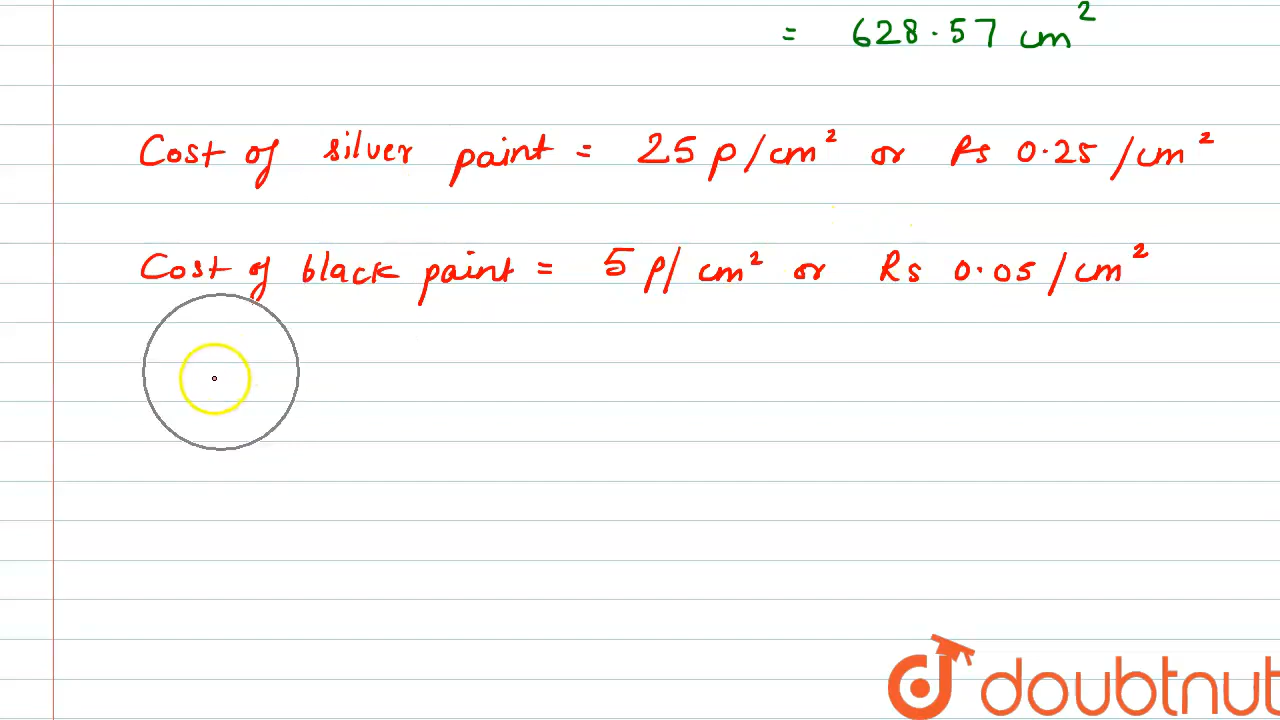 = 628.57 cm²
Cost of silver paint = 25 p/cm² or Rs 0.25/cm²
Cost of black paint = 5 p/cm² or Rs 0.05/cm²
doubtnut